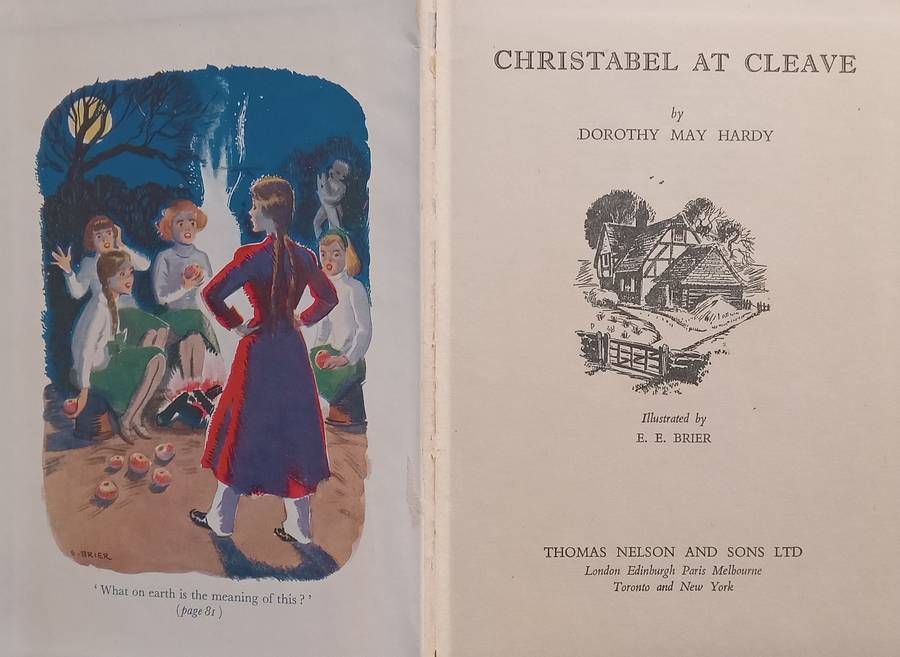 E. BRIER
' What on earth is the meaning of this ? '
(page 81)
CHRISTABEL AT CLEAVE
by
DOROTHY MAY HARDY
Illustrated by
E. E. BRIER
THOMAS NELSON AND SONS LTD
London Edinburgh Paris Melbourne
Toronto and New York